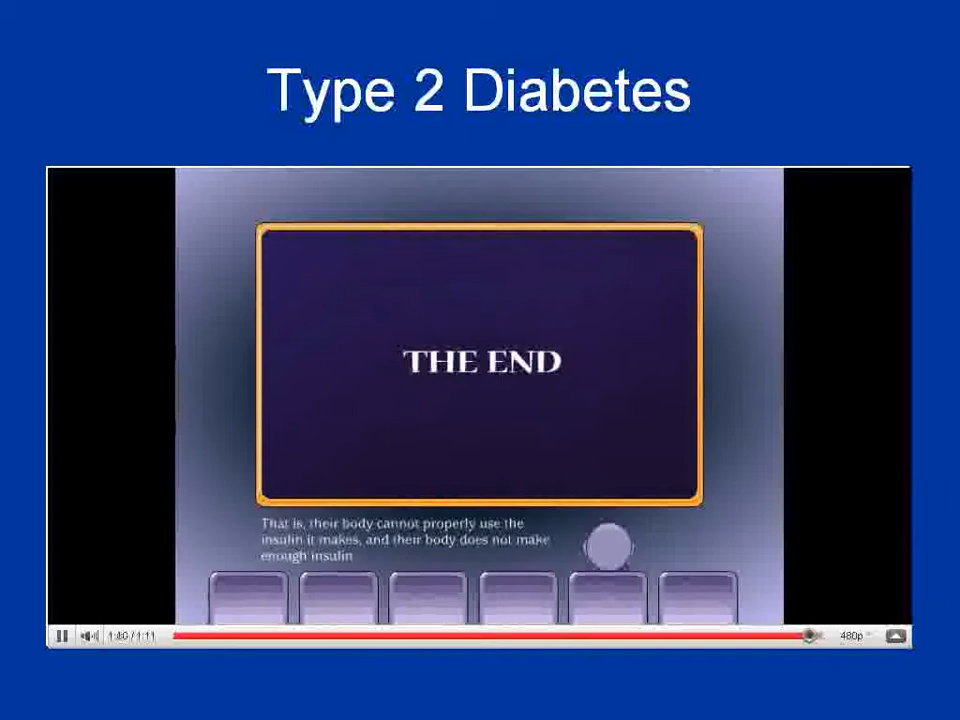 Type 2 Diabetes
THE END
That is, their body cannot properly use the
insulin it makes, and their body does not make
enough insulin
480p